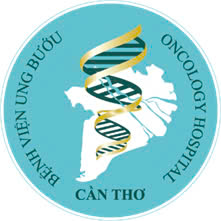 BỆNH VIỆN UNG BƯỚU
ONCOLOGY HOSPITAL
CẦN THƠ